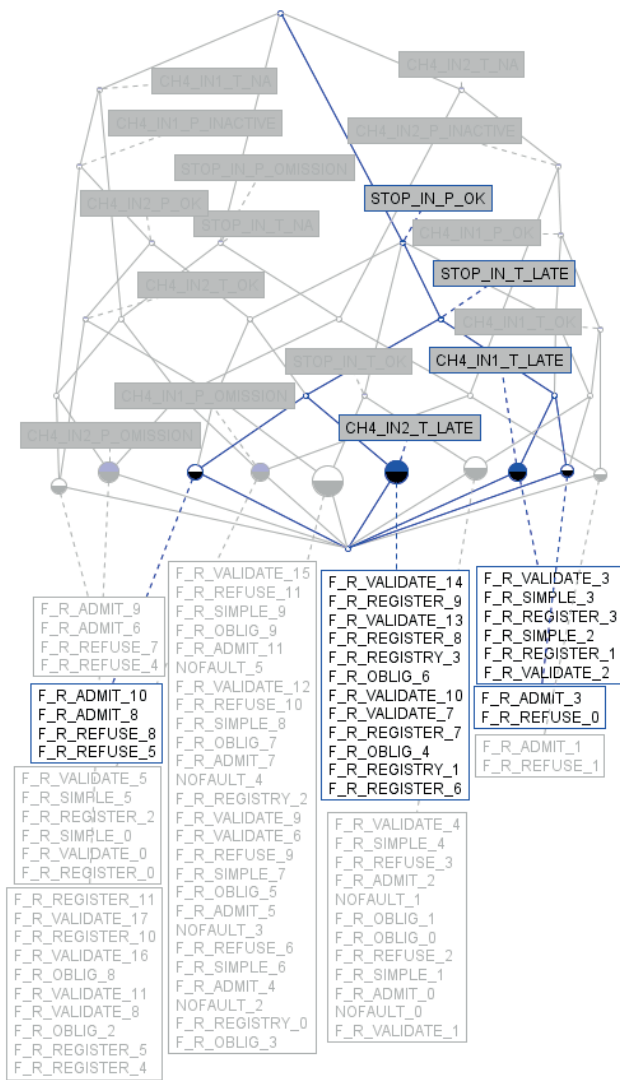 CH4_IN2_T_NA
CH4_IN1_T_NA
CH4_IN1_P_INACTIVE
CH4_IN2_P_INACTIVE
STOP_IN_P_OMISSION
STOP_IN_P_OK
CH4_IN2_P_OK
STOP_IN_T_NA
CH4_IN1_P_OK
STOP_IN_T_LATE
CH4_IN2_T_OK
CH4_IN1_T_OK
STOP_IN_T_OK
CH4_IN1_T_LATE
CH4_IN1_P_OMISSION
CH4_IN2_T_LATE
CH4_IN2_P_OMISSION
F_R_ADMIT_9
F_R_ADMIT_6
F_R_REFUSE_7
F_R_REFUSE_4
F_R_ADMIT_10
F_R_ADMIT_8
F_R_REFUSE_8
F_R_REFUSE_5
F_R_VALIDATE_5
F_R_SIMPLE_5
F_R_REGISTER_2
F_R_SIMPLE_0
F_R_VALIDATE_0
F_R_REGISTER_0
F_R_REGISTER_11
F_R_VALIDATE_17
F_R_REGISTER_10
F_R_VALIDATE_16
F_R_OBLIG_8
F_R_VALIDATE_11
F_R_VALIDATE_8
F_R_OBLIG_2
F_R_REGISTER_5
F_R_REGISTER_4
F_R_VALIDATE_15
F_R_REFUSE_11
F_R_SIMPLE_9
F_R_OBLIG_9
F_R_ADMIT_11
NOFAULT_5
F_R_VALIDATE_12
F_R_REFUSE_10
F_R_SIMPLE_8
F_R_OBLIG_7
F_R_ADMIT_7
NOFAULT_4
F_R_REGISTRY_2
F_R_VALIDATE_9
F_R_VALIDATE_6
F_R_REFUSE_9
F_R_SIMPLE_7
F_R_OBLIG_5
F_R_ADMIT_5
NOFAULT_3
F_R_REFUSE_6
F_R_SIMPLE_6
F_R_ADMIT_4
NOFAULT_2
F_R_REGISTRY_0
F_R_OBLIG_3
F_R_VALIDATE_14
F_R_REGISTER_9
F_R_VALIDATE_13
F_R_REGISTER_8
F_R_REGISTRY_3
F_R_OBLIG_6
F_R_VALIDATE_10
F_R_VALIDATE_7
F_R_REGISTER_7
F_R_OBLIG_4
F_R_REGISTRY_1
F_R_REGISTER_6
F_R_VALIDATE_4
F_R_SIMPLE_4
F_R_REFUSE_3
F_R_ADMIT_2
NOFAULT_1
F_R_OBLIG_1
F_R_OBLIG_0
F_R_REFUSE_2
F_R_SIMPLE_1
F_R_ADMIT_0
NOFAULT_0
F_R_VALIDATE_1
F_R_VALIDATE_3
F_R_SIMPLE_3
F_R_REGISTER_3
F_R_SIMPLE_2
F_R_REGISTER_1
F_R_VALIDATE_2
F_R_ADMIT_3
F_R_REFUSE_0
F_R_ADMIT_1
F_R_REFUSE_1